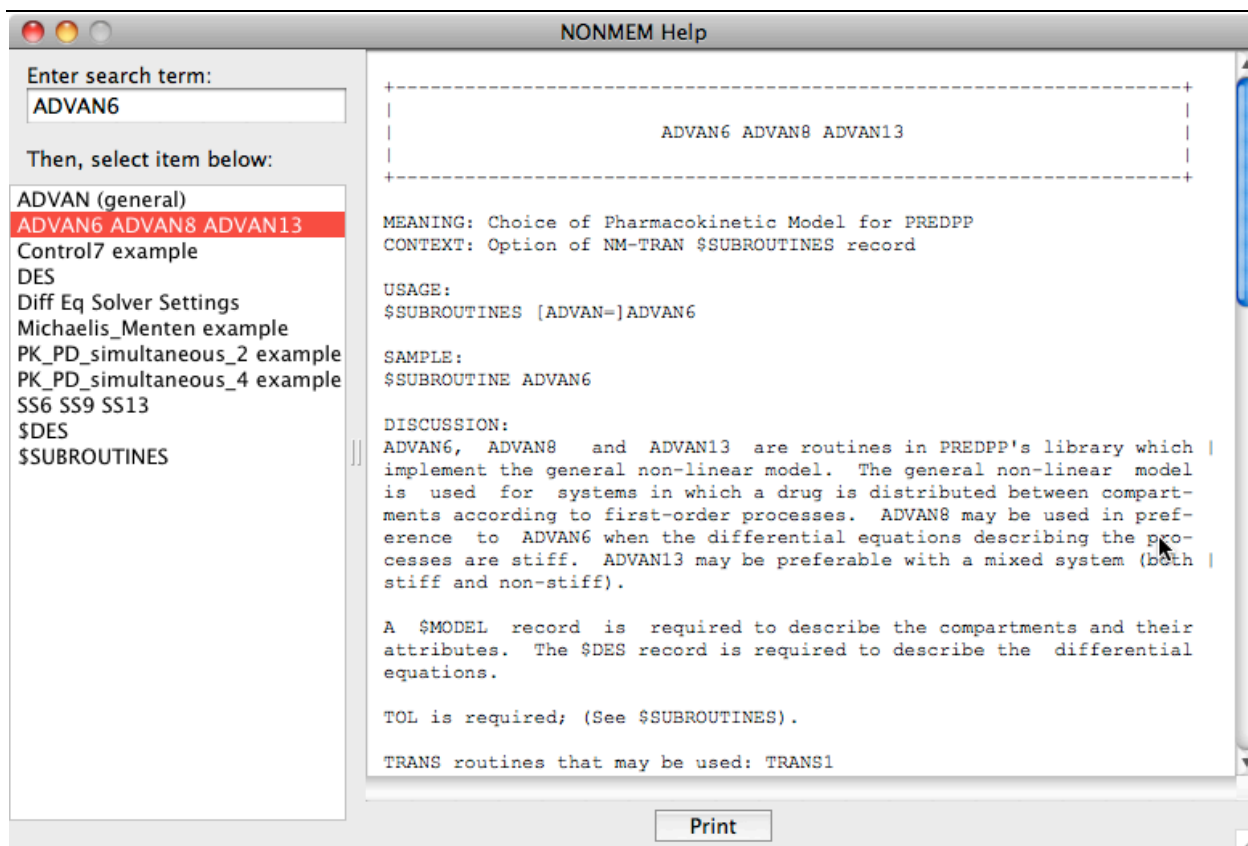 NONMEM Help
Enter search term:
ADVAN6
Then, select item below:
ADVAN (general)
ADVAN6 ADVAN8 ADVAN13
Control7 example
DES
Diff Eq Solver Settings
Michaelis_Menten example
PK_PD_simultaneous_2 example
PK_PD_simultaneous_4 example
SS6 SS9 SS13
$DES
$SUBROUTINES
+--------------------------------------------------------------------+
|                                                                    |
|                       ADVAN6 ADVAN8 ADVAN13                        |
|                                                                    |
+--------------------------------------------------------------------+
MEANING: Choice of Pharmacokinetic Model for PREDPP
CONTEXT: Option of NM-TRAN $SUBROUTINES record
USAGE:
$SUBROUTINES [ADVAN=]ADVAN6
SAMPLE:
$SUBROUTINE ADVAN6
DISCUSSION:
ADVAN6,  ADVAN8   and  ADVAN13  are routines in PREDPP's library which |
implement the general non-linear model.  The general non-linear  model
is  used  for  systems in which a drug is distributed between compart-
ments according to first-order processes.  ADVAN8 may be used in pref-
erence  to  ADVAN6 when the differential equations describing the pro-
cesses are stiff.  ADVAN13 may be preferable with a mixed system (both |
stiff and non-stiff).
A  $MODEL  record  is  required to describe the compartments and their
attributes.  The $DES record is required to describe the  differential
equations.
TOL is required; (See $SUBROUTINES).
TRANS routines that may be used: TRANS1
Print